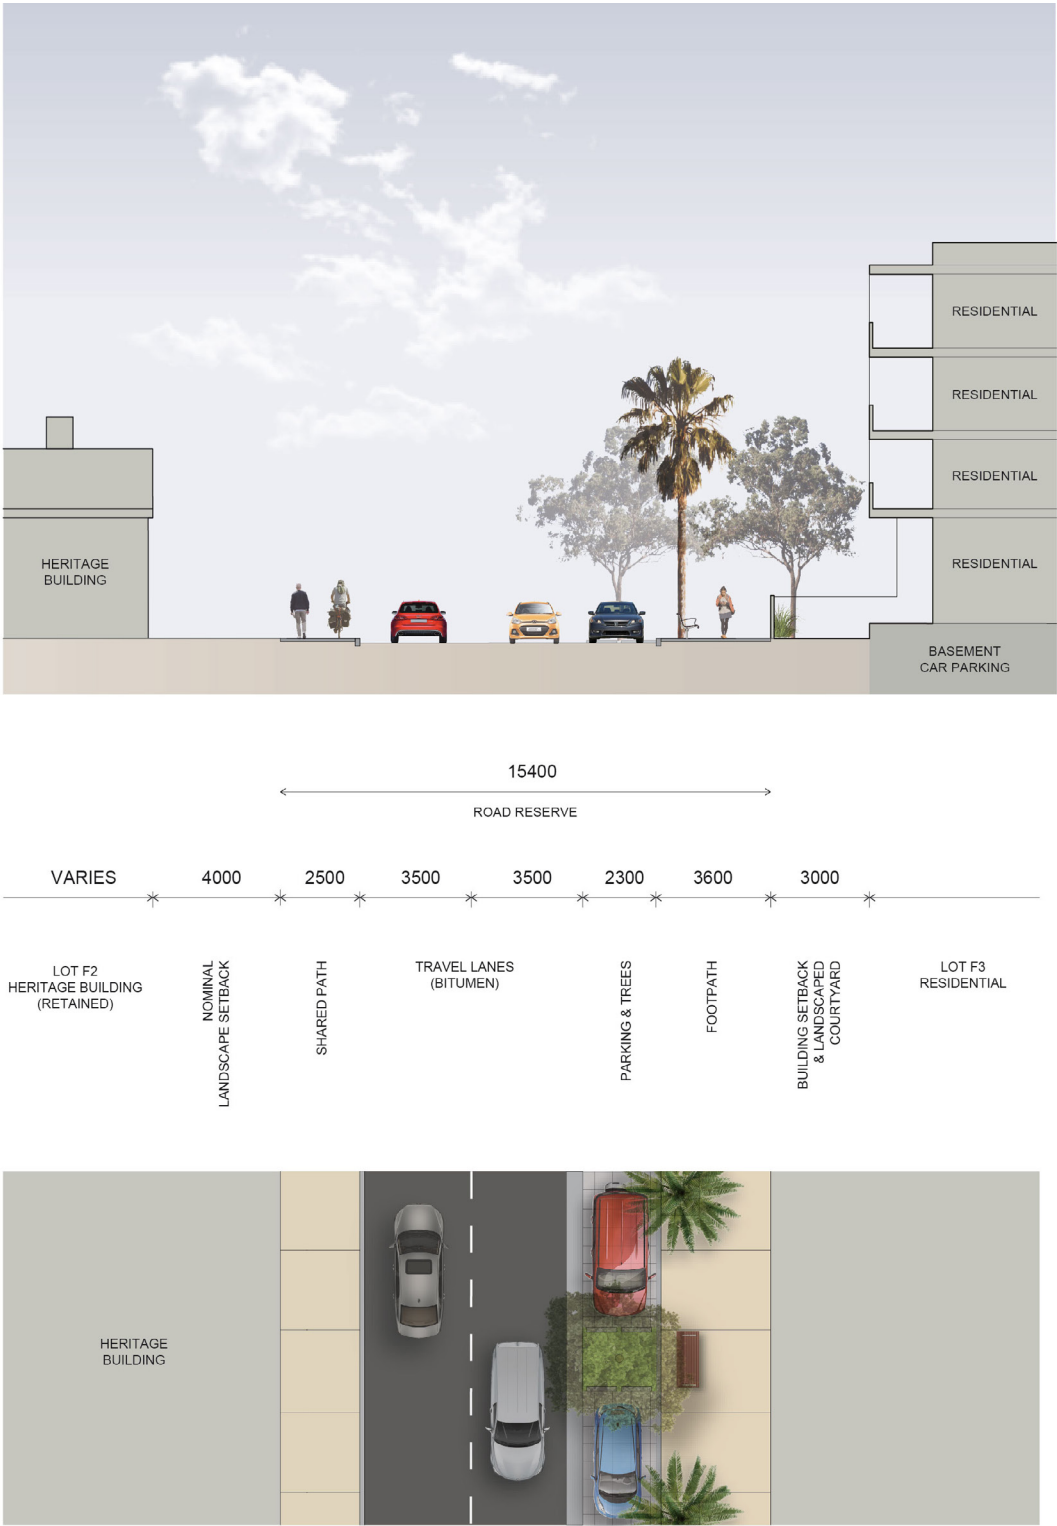 RESIDENTIAL
RESIDENTIAL
RESIDENTIAL
HERITAGE
BUILDING
RESIDENTIAL
BASEMENT
CAR PARKING
15400
ROAD RESERVE
VARIES
4000
2500
3500
3500
2300
3600
3000
LOT F2
HERITAGE BUILDING
(RETAINED)
NOMINAL
LANDSCAPE SETBACK
SHARED PATH
TRAVEL LANES
(BITUMEN)
PARKING & TREES
FOOTPATH
BUILDING SETBACK
& LANDSCAPED
COURTYARD
LOT F3
RESIDENTIAL
HERITAGE
BUILDING